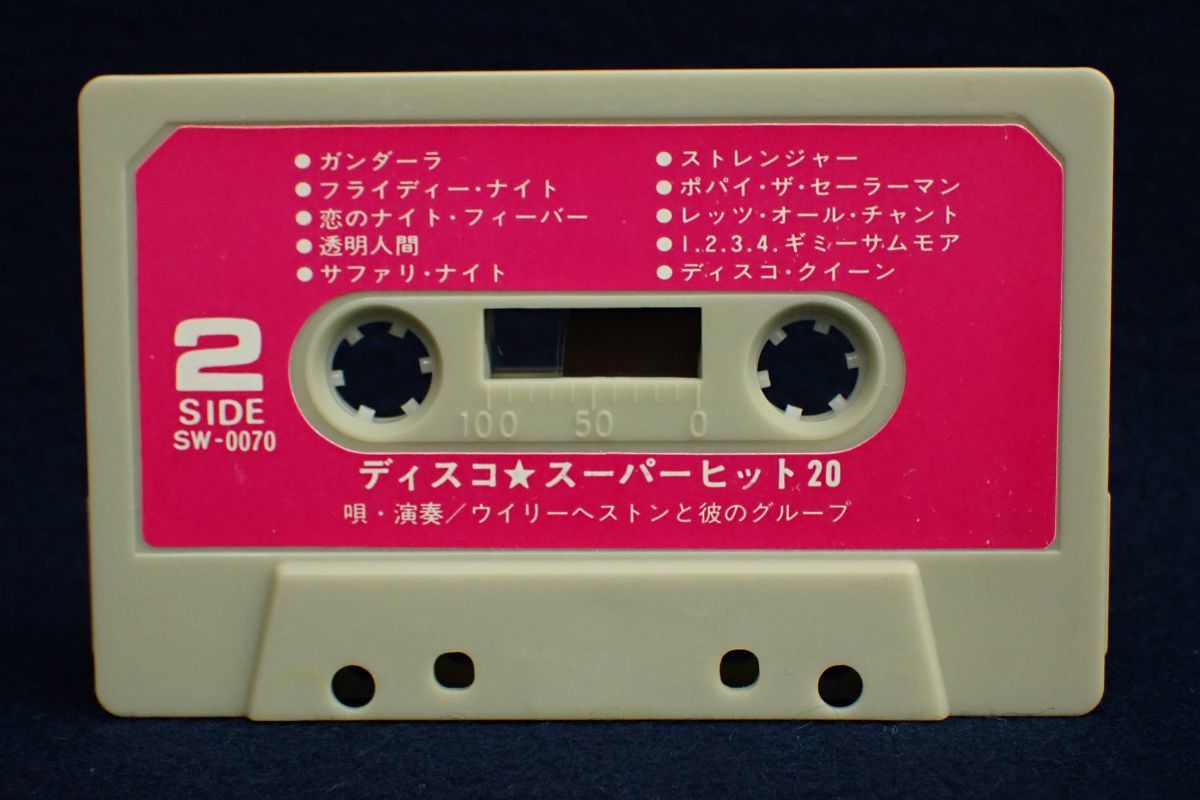 ●ガンダーラ
●フライディー・ナイト
●恋のナイト・フィーバー
●透明人間
●サファリ・ナイト
●ストレンジャー
●ポパイ・ザ・セーラーマン
●レッツ・オール・チャント
●1.2.3.4.ギミーサムモア
●ディスコ・クイーン
2
SIDE
SW-0070
100 50 0
ディスコ★スーパーヒット20
唄・演奏/ウイリーヘストンと彼のグループ